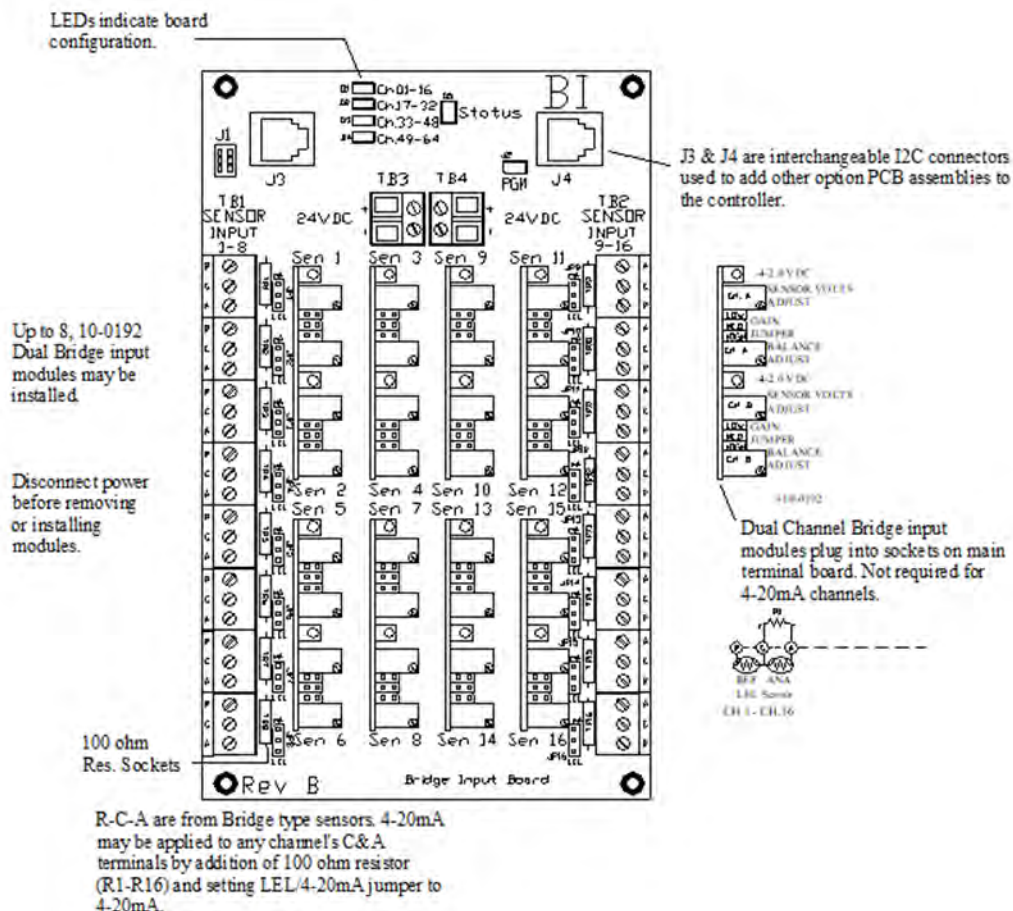 LEDs indicate board
configuration.
BI
Ch.01-16
Ch.17-32
Ch.33-48
Ch.49-64
Status
J1
J3
TB3
TB4
PGM
J4
J3 & J4 are interchangeable I2C connectors
used to add other option PCB assemblies to
the controller.
TB1
SENSOR
INPUT
1-8
24VDC
24VDC
TB2
SENSOR
INPUT
9-16
Sen 1
Sen 3
Sen 9
Sen 11
Up to 8, 10-0192
Dual Bridge input
modules may be
installed.
SENSOR VOLTS
ADJUST
GAIN
JUMPER
BALANCE
ADJUST
SENSOR VOLTS
ADJUST
GAIN
JUMPER
BALANCE
ADJUST
Disconnect power
before removing
or installing
modules.
Sen 2
Sen 4
Sen 10
Sen 12
Sen 5
Sen 7
Sen 13
Sen 15
Dual Channel Bridge input
modules plug into sockets on main
terminal board. Not required for
4-20mA channels.
REF ANA
LEL Sensor
CH 1 - CH.16
100 ohm
Res. Sockets
Sen 6
Sen 8
Sen 14
Sen 16
LEL
LEL
Rev B
Bridge Input Board
R-C-A are from Bridge type sensors. 4-20mA
may be applied to any channel's C&A
terminals by addition of 100 ohm resistor
(R1-R16) and setting LEL/4-20mA jumper to
4-20mA.